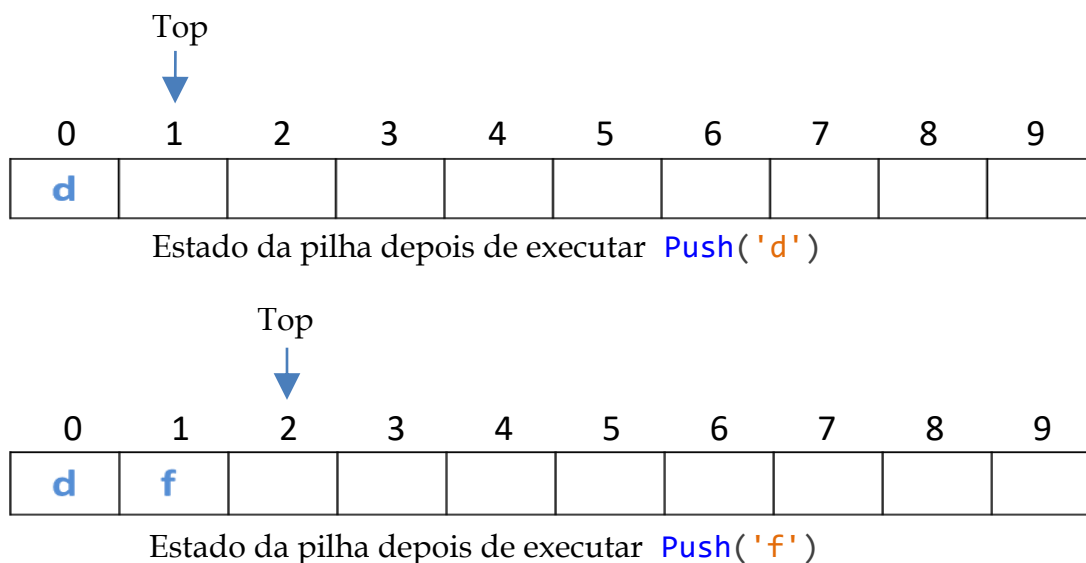 Top
0 1 2 3 4 5 6 7 8 9
d
Estado da pilha depois de executar Push('d')
Top
0 1 2 3 4 5 6 7 8 9
d f
Estado da pilha depois de executar Push('f')